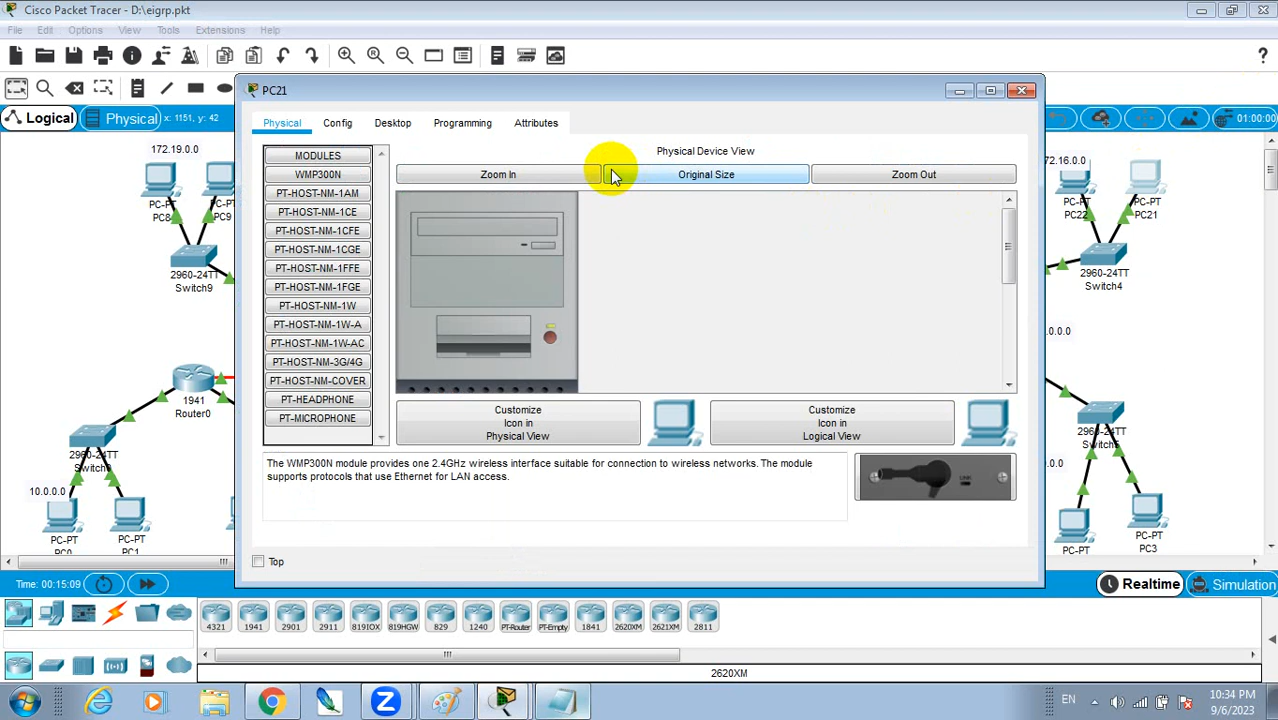 Cisco Packet Tracer - D:\eigrp.pkt
File Edit Options View Tools Extensions Help
PC21
Logical
Physical x: 1151, y: 42
01:00:00
Physical Config Desktop Programming Attributes
MODULES
WMP300N
PT-HOST-NM-1AM
PT-HOST-NM-1CE
PT-HOST-NM-1CFE
PT-HOST-NM-1CGE
PT-HOST-NM-1FFE
PT-HOST-NM-1FGE
PT-HOST-NM-1W
PT-HOST-NM-1W-A
PT-HOST-NM-1W-AC
PT-HOST-NM-3G/4G
PT-HOST-NM-COVER
PT-HEADPHONE
PT-MICROPHONE
Physical Device View
Zoom In Original Size Zoom Out
Customize
Icon in
Physical View
Customize
Icon in
Logical View
The WMP300N module provides one 2.4GHz wireless interface suitable for connection to wireless networks. The module
supports protocols that use Ethernet for LAN access.
LINK
Top
172.19.0.0
PC-PT
PC8
PC-PT
PC9
2960-24TT
Switch9
1941
Router0
2960-24TT
10.0.0.0
PC-PT
PC0
PC-PT
PC1
72.16.0.0
PC-PT
PC22
PC-PT
PC21
2960-24TT
Switch4
0.0.0
2960-24TT
0.0
PC-PT
PC-PT
PC3
Time: 00:15:09
Realtime
Simulation
4321 1941 2901 2911 819IOX 819HGW 829 1240 PT-Router PT-Empty 1841 2620XM 2621XM 2811
2620XM
EN
10:34 PM
9/6/2023